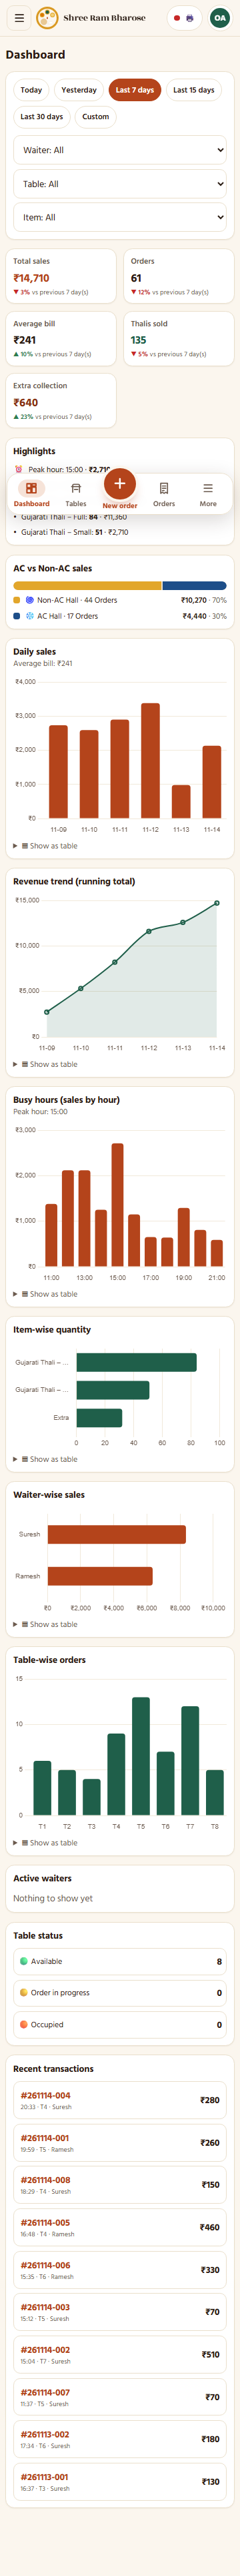 Shree Ram Bharose
OA
Dashboard
Today
Yesterday
Last 7 days
Last 15 days
Last 30 days
Custom
Waiter: All
Table: All
Item: All
Total sales
₹14,710
▼ 3% vs previous 7 day(s)
Orders
61
▼ 12% vs previous 7 day(s)
Average bill
₹241
▲ 10% vs previous 7 day(s)
Thalis sold
135
▼ 5% vs previous 7 day(s)
Extra collection
₹640
▲ 23% vs previous 7 day(s)
Highlights
Peak hour: 15:00 · ₹2,710
Dashboard
Tables
New order
Orders
More
• Gujarati Thali – Full: 84 · ₹11,360
• Gujarati Thali – Small: 51 · ₹2,710
AC vs Non-AC sales
Non-AC Hall · 44 Orders ₹10,270 · 70%
AC Hall · 17 Orders ₹4,440 · 30%
Daily sales
Average bill: ₹241
₹4,000
₹3,000
₹2,000
₹1,000
₹0
11-09 11-10 11-11 11-12 11-13 11-14
▶ Show as table
Revenue trend (running total)
₹15,000
₹10,000
₹5,000
₹0
11-09 11-10 11-11 11-12 11-13 11-14
▶ Show as table
Busy hours (sales by hour)
Peak hour: 15:00
₹3,000
₹2,000
₹1,000
₹0
11:00 13:00 15:00 17:00 19:00 21:00
▶ Show as table
Item-wise quantity
Gujarati Thali – ...
Gujarati Thali – ...
Extra
0 20 40 60 80 100
▶ Show as table
Waiter-wise sales
Suresh
Ramesh
₹0 ₹2,000 ₹4,000 ₹6,000 ₹8,000 ₹10,000
▶ Show as table
Table-wise orders
15
10
5
0
T1 T2 T3 T4 T5 T6 T7 T8
▶ Show as table
Active waiters
Nothing to show yet
Table status
Available 8
Order in progress 0
Occupied 0
Recent transactions
#261114-004
20:33 · T4 · Suresh
₹280
#261114-001
19:59 · T5 · Ramesh
₹260
#261114-008
18:29 · T4 · Suresh
₹150
#261114-005
16:48 · T4 · Ramesh
₹460
#261114-006
15:35 · T6 · Ramesh
₹330
#261114-003
15:12 · T5 · Suresh
₹70
#261114-002
15:04 · T7 · Suresh
₹510
#261114-007
11:37 · T5 · Suresh
₹70
#261113-002
17:34 · T6 · Suresh
₹180
#261113-001
16:37 · T3 · Suresh
₹130